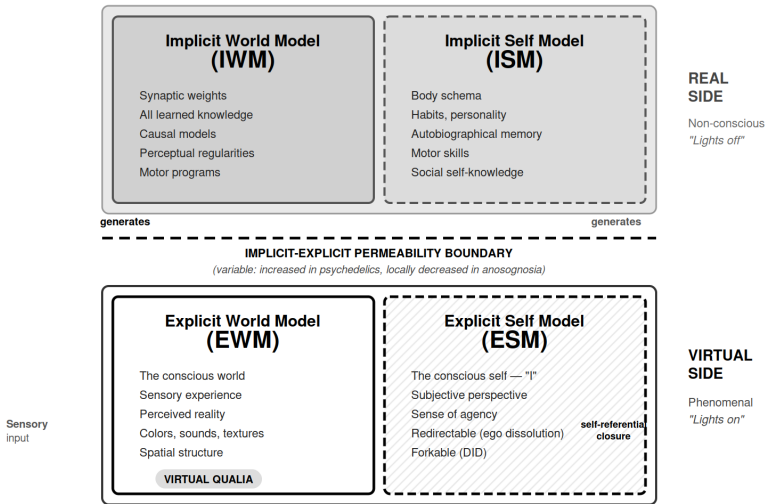 Implicit World Model
(IWM)
Synaptic weights
All learned knowledge
Causal models
Perceptual regularities
Motor programs
Implicit Self Model
(ISM)
Body schema
Habits, personality
Autobiographical memory
Motor skills
Social self-knowledge
REAL
SIDE
Non-conscious
"Lights off"
generates
generates
IMPLICIT-EXPLICIT PERMEABILITY BOUNDARY
(variable: increased in psychedelics, locally decreased in anosognosia)
Explicit World Model
(EWM)
The conscious world
Sensory experience
Perceived reality
Colors, sounds, textures
Spatial structure
VIRTUAL QUALIA
Explicit Self Model
(ESM)
The conscious self — "I"
Subjective perspective
Sense of agency
Redirectable (ego dissolution)
Forkable (DID)
self-referential
closure
VIRTUAL
SIDE
Phenomenal
"Lights on"
Sensory
input